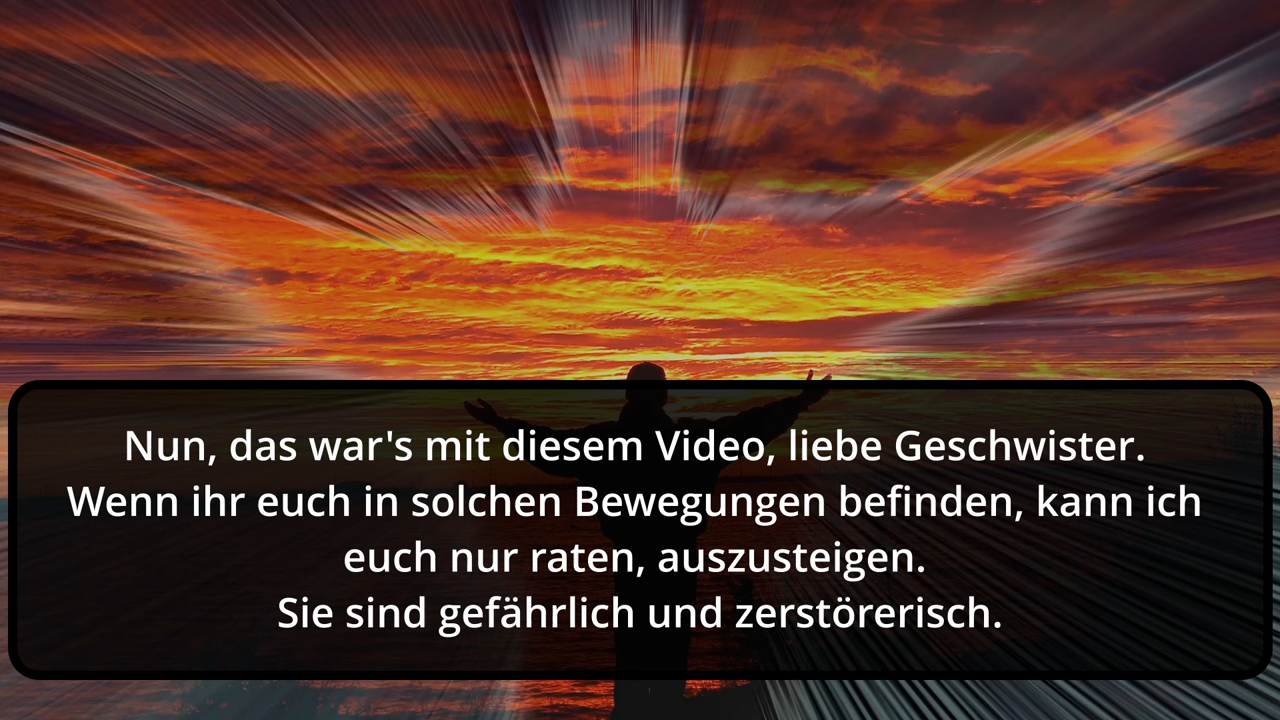 Nun, das war's mit diesem Video, liebe Geschwister.
Wenn ihr euch in solchen Bewegungen befinden, kann ich
euch nur raten, auszusteigen.
Sie sind gefährlich und zerstörerisch.